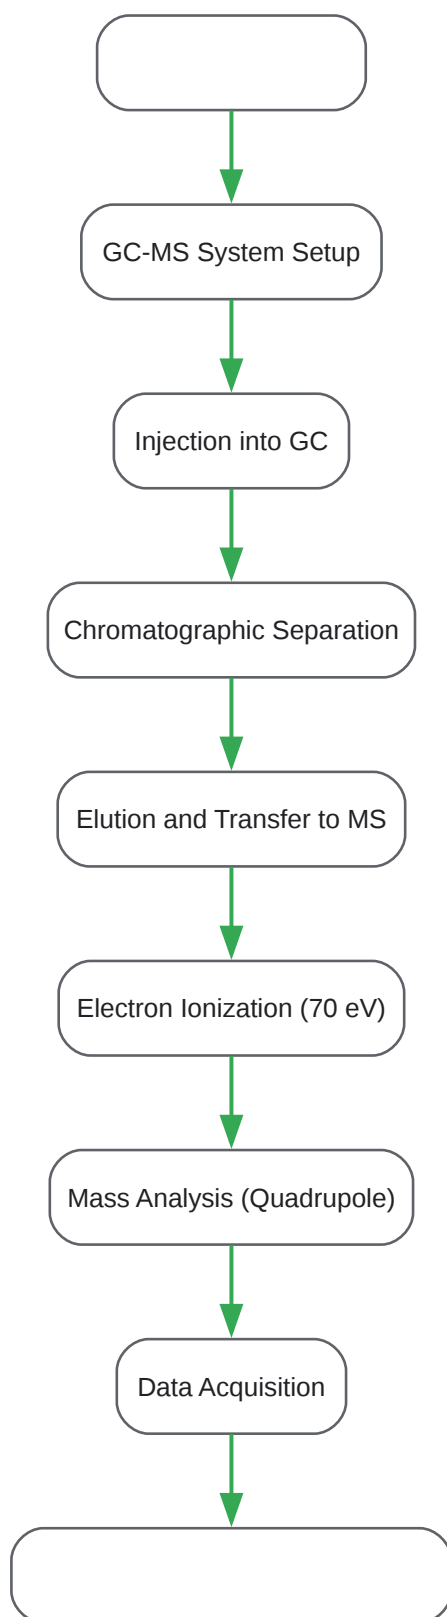 GC-MS System Setup
Injection into GC
Chromatographic Separation
Elution and Transfer to MS
Electron Ionization (70 eV)
Mass Analysis (Quadrupole)
Data Acquisition